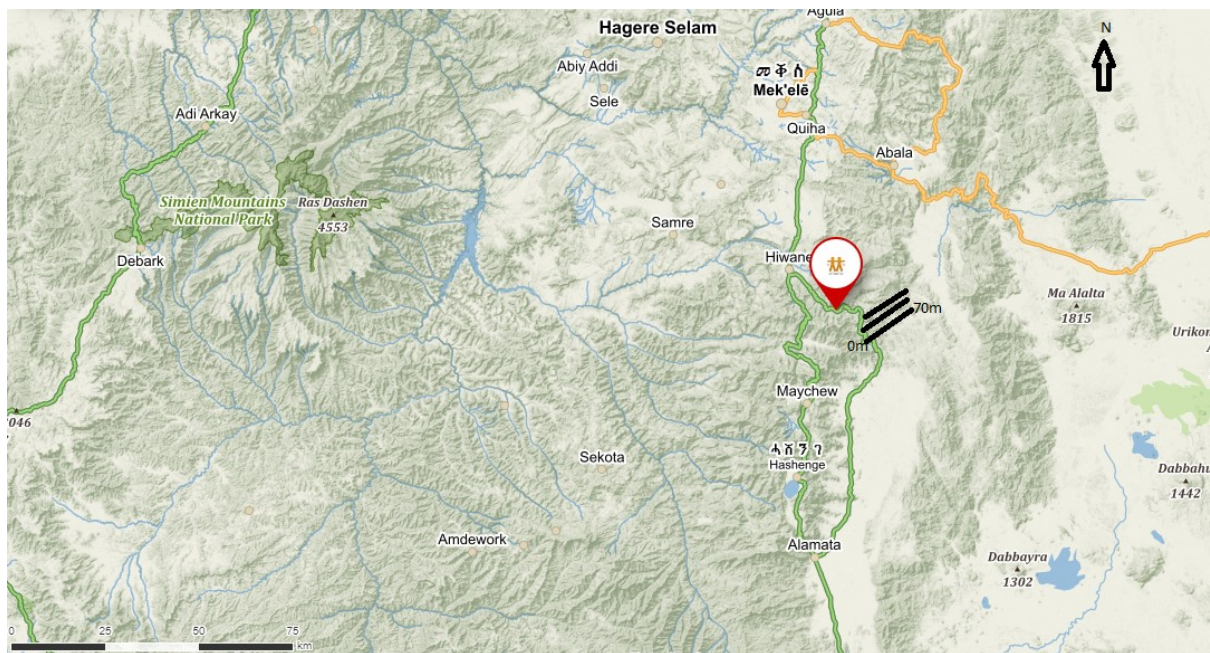 Agula
Hagere Selam
N
Abiy Addi
መቐለ
Mek'elē
Sele
Adi Arkay
Quiha
Abala
Simien Mountains
National Park
Ras Dashen
4553
Samre
Debark
Hiwane
Ma Alalta
1815
70m
0m
Maychew
ሓሸንገ
Hashenge
Sekota
Dabbahu
1442
Amdework
Alamata
Dabbayra
1302
0 25 50 75
km